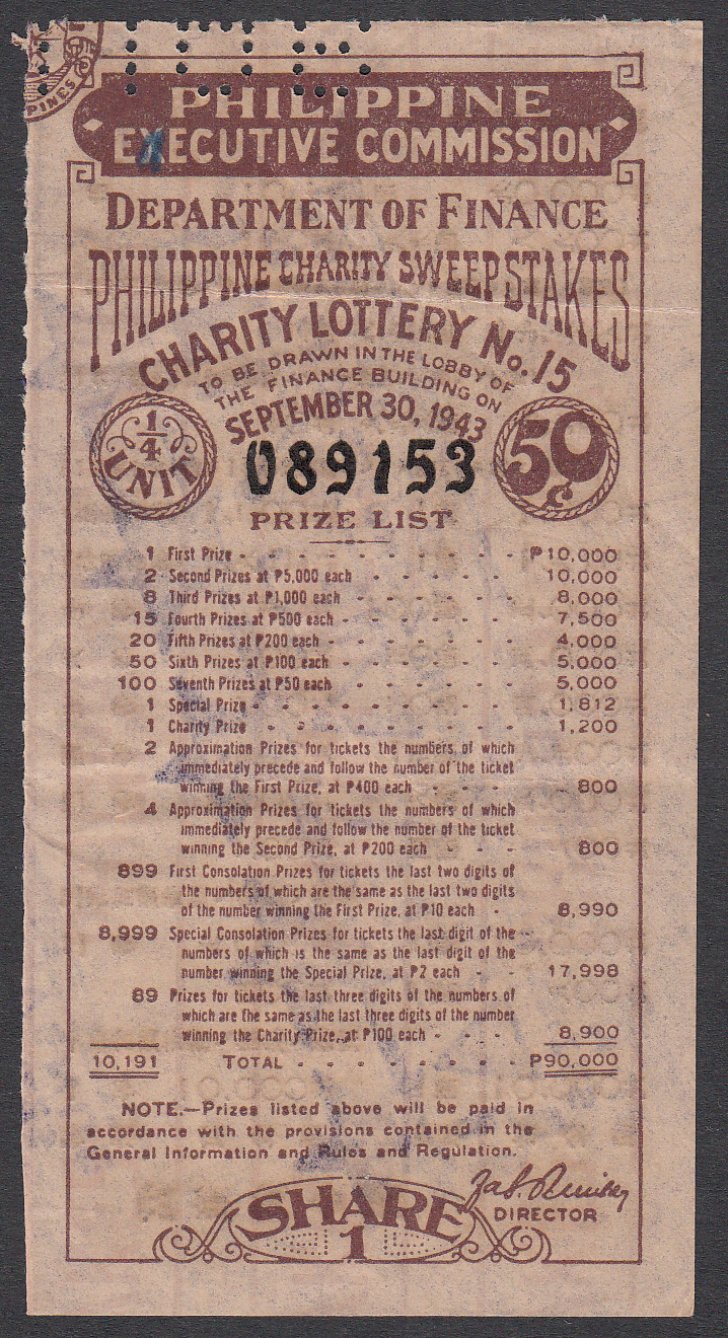 PINES
PHILIPPINE
EXECUTIVE COMMISSION
DEPARTMENT OF FINANCE
PHILIPPINE CHARITY SWEEPSTAKES
CHARITY LOTTERY No. 15
TO BE DRAWN IN THE LOBBY OF
THE FINANCE BUILDING ON
SEPTEMBER 30, 1943
1/4 UNIT
089153
50 ¢
PRIZE LIST
1 First Prize - - - - - - - - - - - ₱10,000
2 Second Prizes at ₱5,000 each - - - - - - 10,000
8 Third Prizes at ₱1,000 each - - - - - - 8,000
15 Fourth Prizes at ₱500 each - - - - - - - 7,500
20 Fifth Prizes at ₱200 each - - - - - - - 4,000
50 Sixth Prizes at ₱100 each - - - - - - - 5,000
100 Seventh Prizes at ₱50 each - - - - - - - 5,000
1 Special Prize - - - - - - - - - - 1,812
1 Charity Prize - - - - - - - - - - 1,200
2 Approximation Prizes for tickets the numbers of which
immediately precede and follow the number of the ticket
winning the First Prize, at ₱400 each - - - - 800
4 Approximation Prizes for tickets the numbers of which
immediately precede and follow the number of the ticket
winning the Second Prize, at ₱200 each - - - 800
899 First Consolation Prizes for tickets the last two digits of
the numbers of which are the same as the last two digits
of the number winning the First Prize, at ₱10 each - 8,990
8,999 Special Consolation Prizes for tickets the last digit of the
numbers of which is the same as the last digit of the
number winning the Special Prize, at ₱2 each - - 17,998
89 Prizes for tickets the last three digits of the numbers of
which are the same as the last three digits of the number
winning the Charity Prize, at ₱100 each - - - - 8,900
10,191 TOTAL - - - - - - - - ₱90,000
NOTE.—Prizes listed above will be paid in
accordance with the provisions contained in the
General Information and Rules and Regulation.
DIRECTOR
SHARE
1